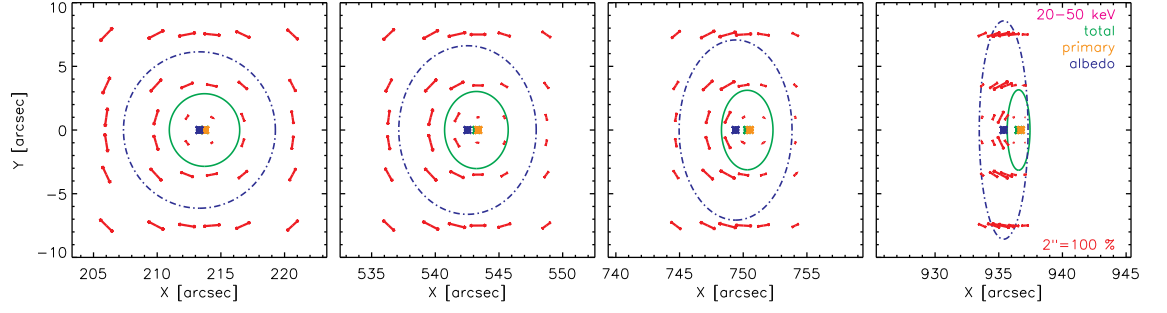 10
5
0
−5
−10
Y [arcsec]
205 210 215 220
X [arcsec]
535 540 545 550
X [arcsec]
740 745 750 755
X [arcsec]
20−50 keV
total
primary
albedo
2''=100 %
930 935 940 945
X [arcsec]